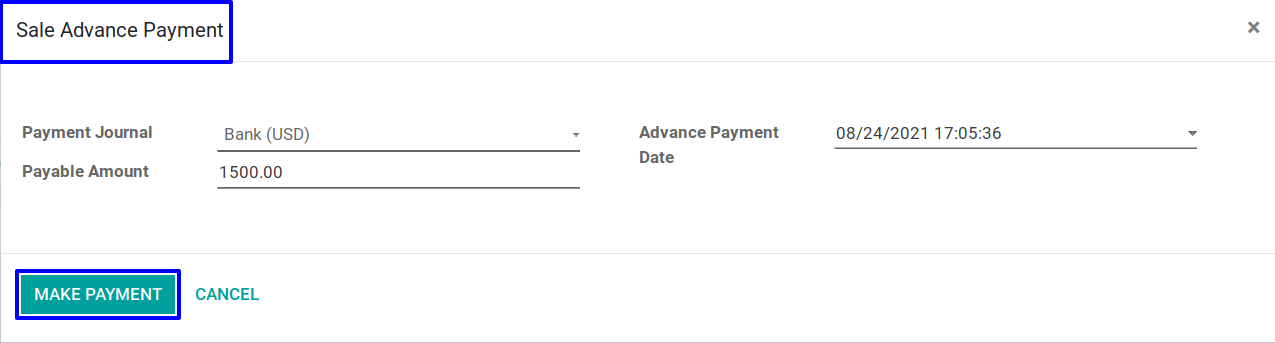 Sale Advance Payment
×
Payment Journal
Bank (USD)
Advance Payment
Date
08/24/2021 17:05:36
Payable Amount
1500.00
MAKE PAYMENT
CANCEL